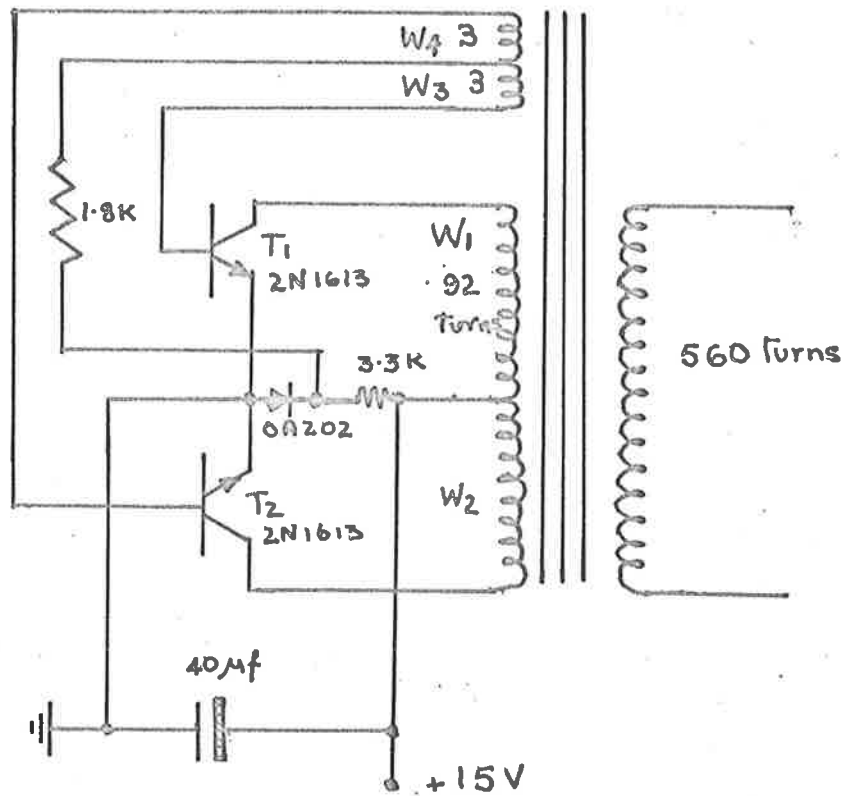 W4 3
W3 3
1.8K
T1
2N1613
W1
.92
Turns
560 Turns
3.3K
OA202
T2
2N1613
W2
40μf
+15V